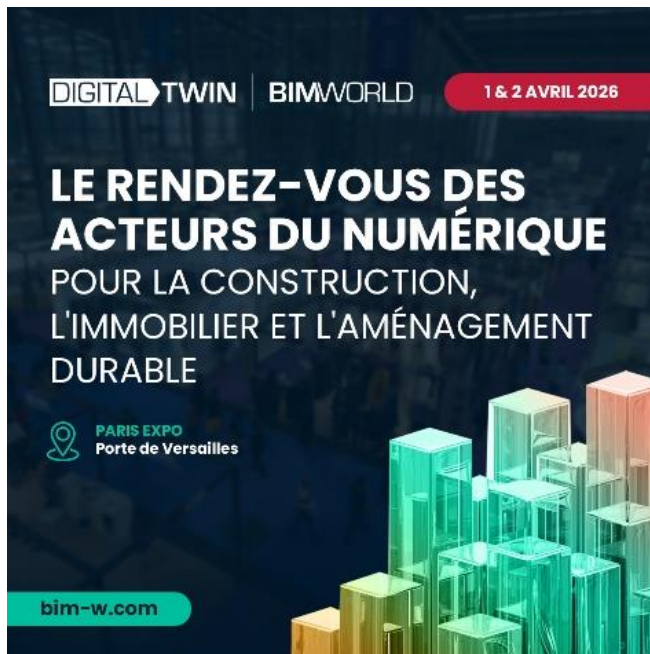 DIGITAL TWIN | BIMWORLD
1 & 2 AVRIL 2026
LE RENDEZ-VOUS DES
ACTEURS DU NUMÉRIQUE
POUR LA CONSTRUCTION,
L'IMMOBILIER ET L'AMÉNAGEMENT
DURABLE
PARIS EXPO
Porte de Versailles
bim-w.com